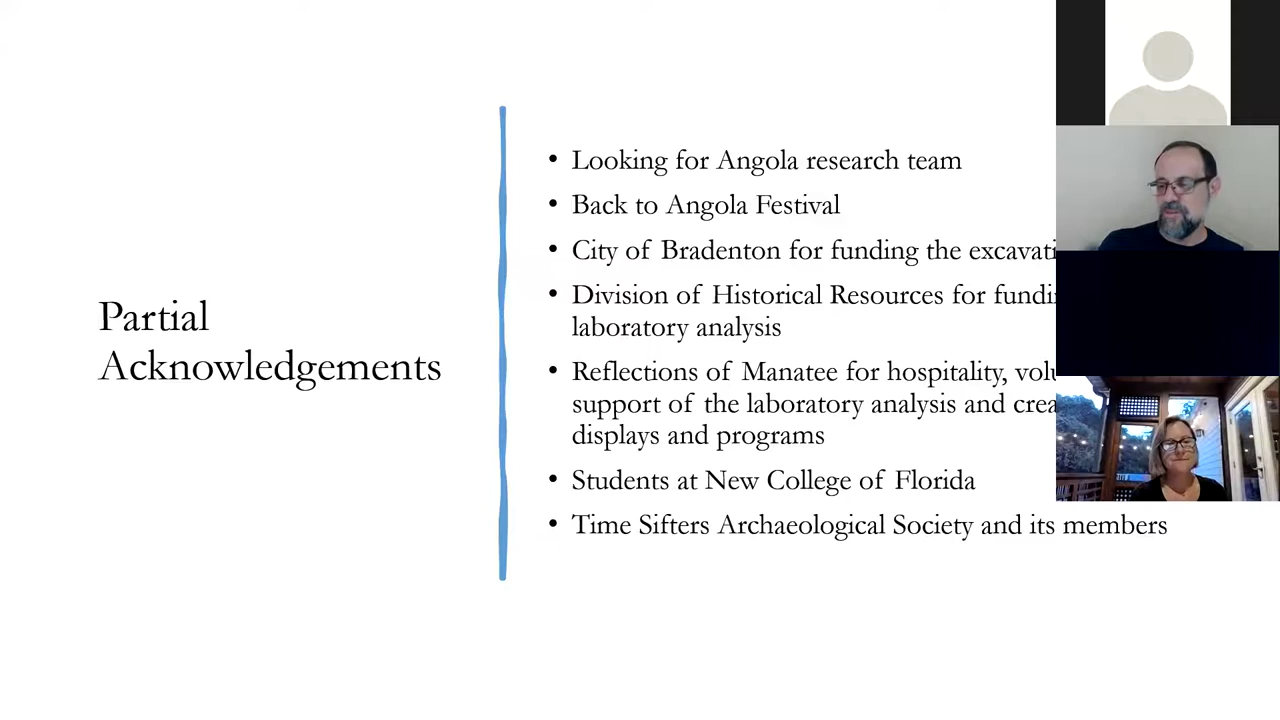 Partial
Acknowledgements
• Looking for Angola research team
• Back to Angola Festival
• City of Bradenton for funding the
• Division of Historical Resources for
laboratory analysis
• Reflections of Manatee for hospitality,
support of the laboratory analysis and
displays and programs
• Students at New College of Florida
• Time Sifters Archaeological Society and its members